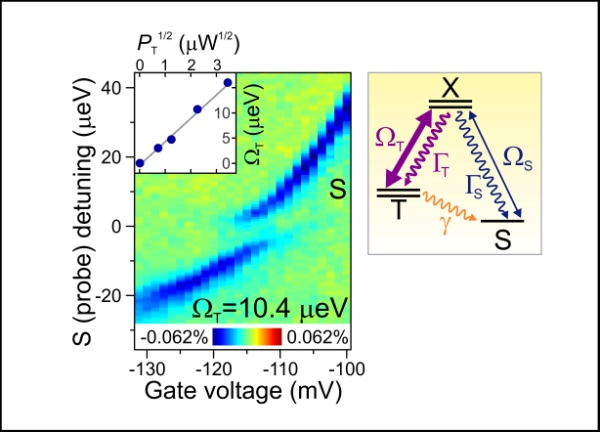 P_T^1/2 (μW^1/2)
0 1 2 3
15
10
5
0
Ω_T (μeV)
40
20
0
-20
S (probe) detuning (μeV)
S
Ω_T=10.4 μeV
-0.062% 0.062%
-130 -120 -110 -100
Gate voltage (mV)
X
Ω_T
Γ_T
Γ_S
Ω_S
T
γ
S